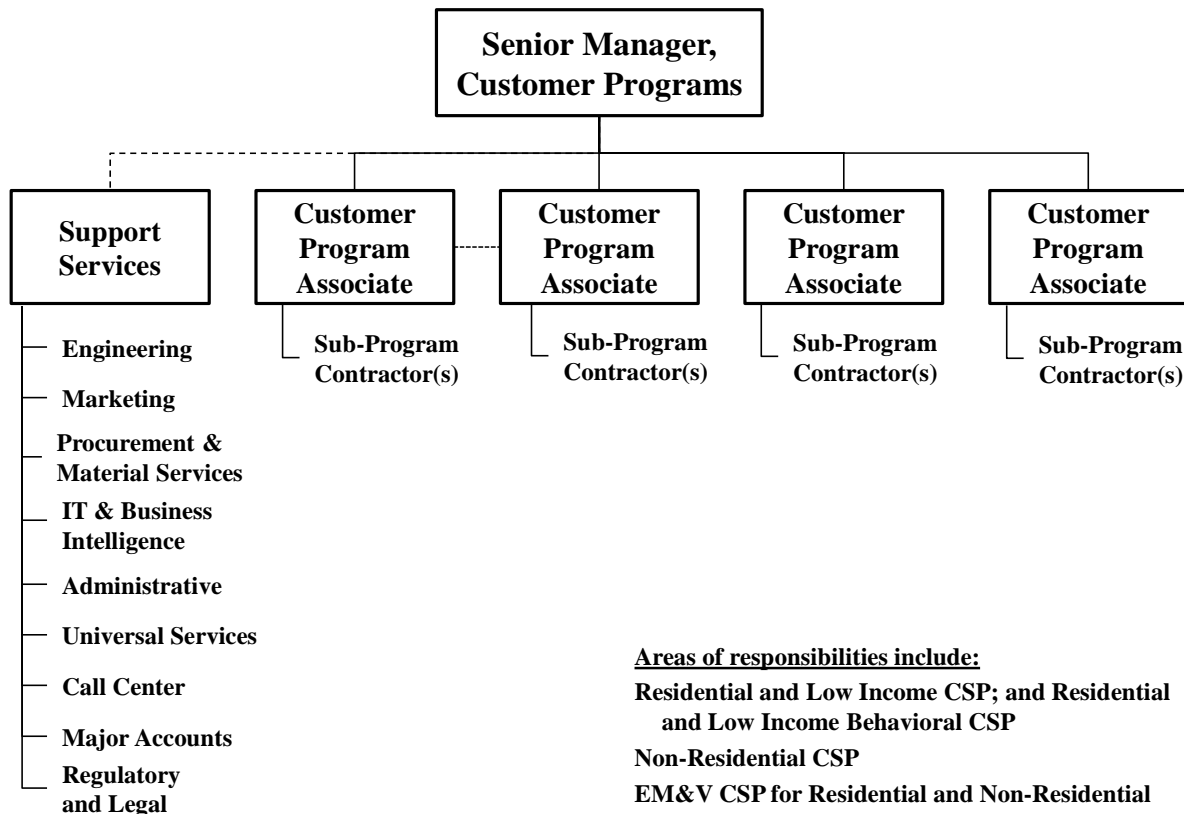 Senior Manager,
Customer Programs
Support
Services
Customer
Program
Associate
Customer
Program
Associate
Customer
Program
Associate
Customer
Program
Associate
Engineering
Marketing
Procurement &
Material Services
IT & Business
Intelligence
Administrative
Universal Services
Call Center
Major Accounts
Regulatory
and Legal
Sub-Program
Contractor(s)
Sub-Program
Contractor(s)
Sub-Program
Contractor(s)
Sub-Program
Contractor(s)
Areas of responsibilities include:
Residential and Low Income CSP; and Residential
and Low Income Behavioral CSP
Non-Residential CSP
EM&V CSP for Residential and Non-Residential